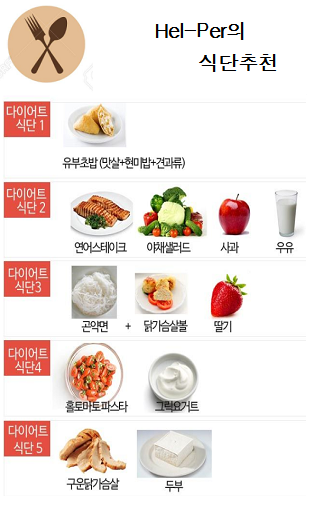 Hel-Per의
식단추천
다이어트
식단 1
유부초밥 (맛살+현미밥+견과류)
다이어트
식단 2
연어스테이크 야채샐러드 사과 우유
다이어트
식단3
곤약면 + 닭가슴살볼 딸기
다이어트
식단4
홀토마토 파스타 그릭요거트
다이어트
식단 5
구운닭가슴살 두부